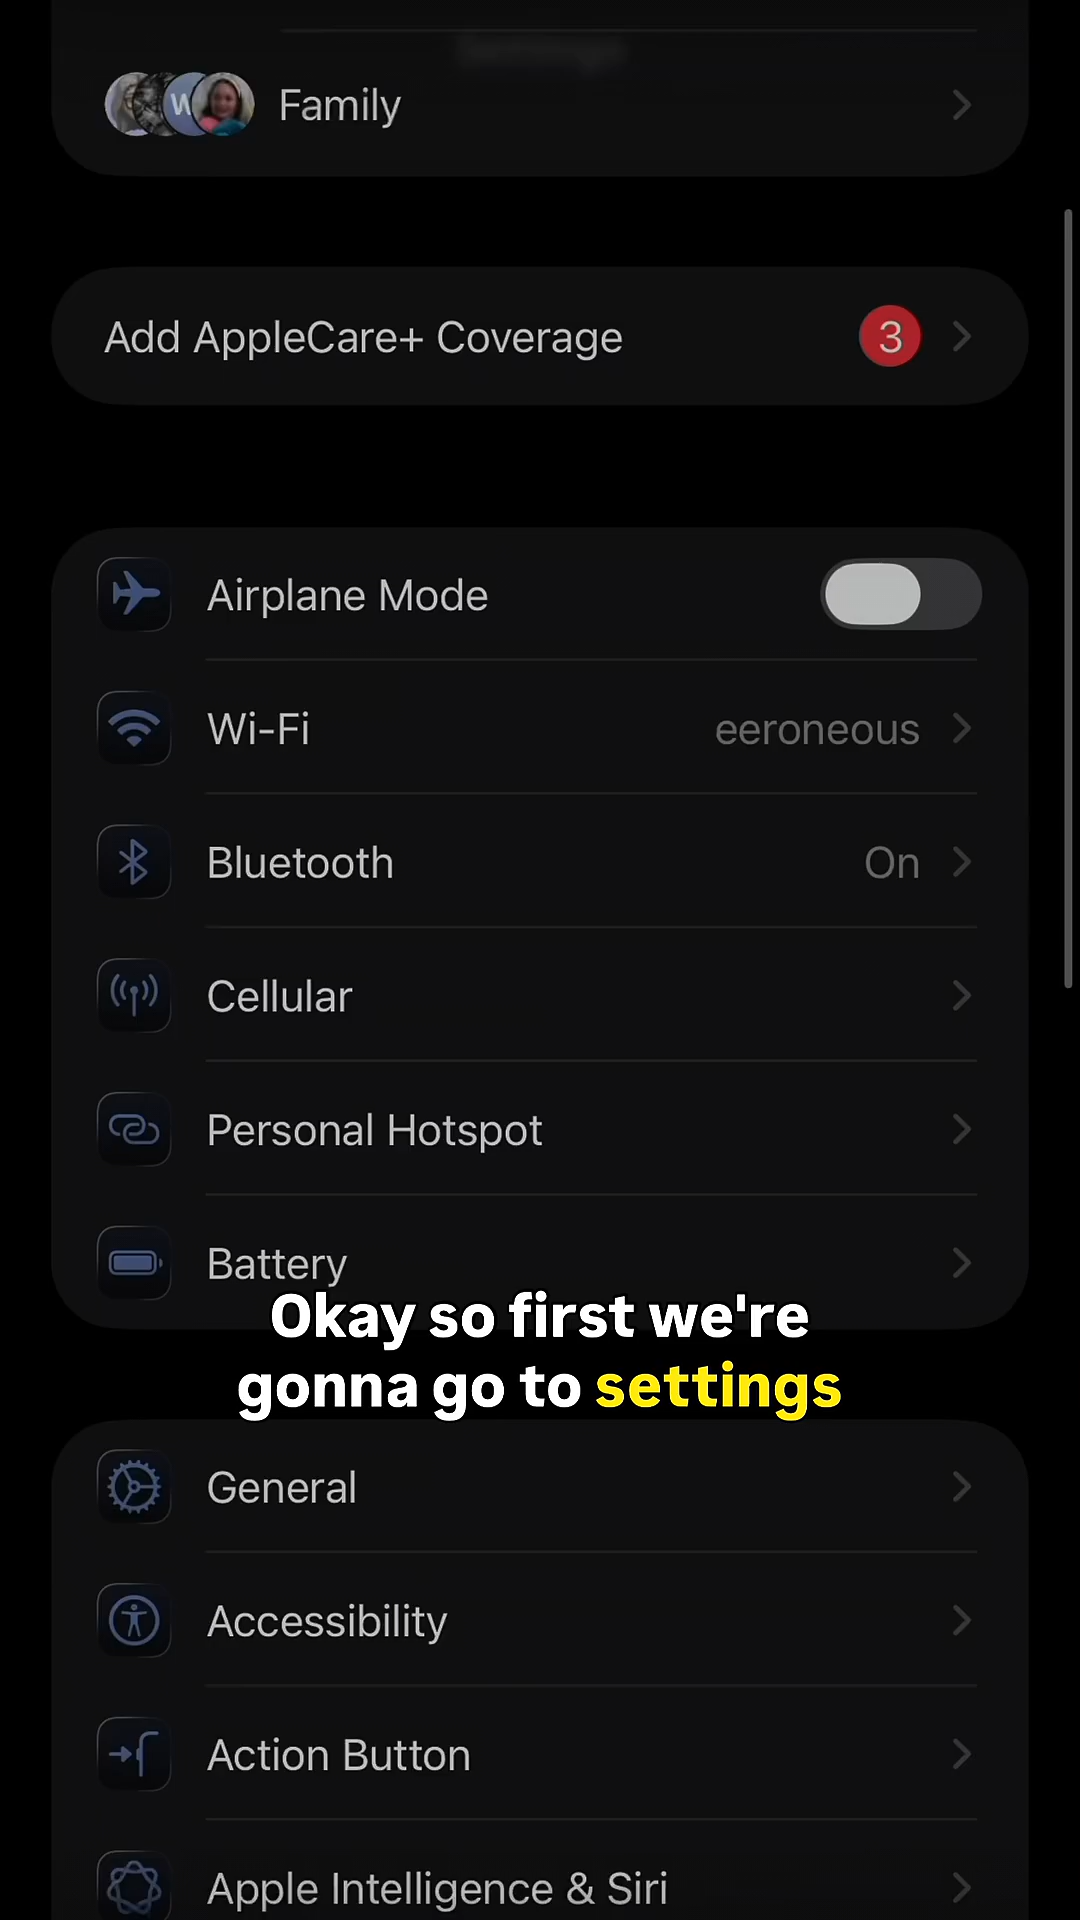 Settings
W
Family
Add AppleCare+ Coverage 3
Airplane Mode
Wi-Fi eeroneous
Bluetooth On
Cellular
Personal Hotspot
Battery
Okay so first we're
gonna go to settings
General
Accessibility
Action Button
Apple Intelligence & Siri